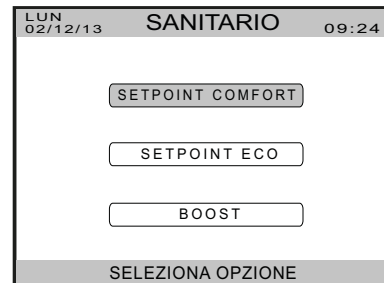 LUN
02/12/13
SANITARIO
09:24
SETPOINT COMFORT
SETPOINT ECO
BOOST
SELEZIONA OPZIONE